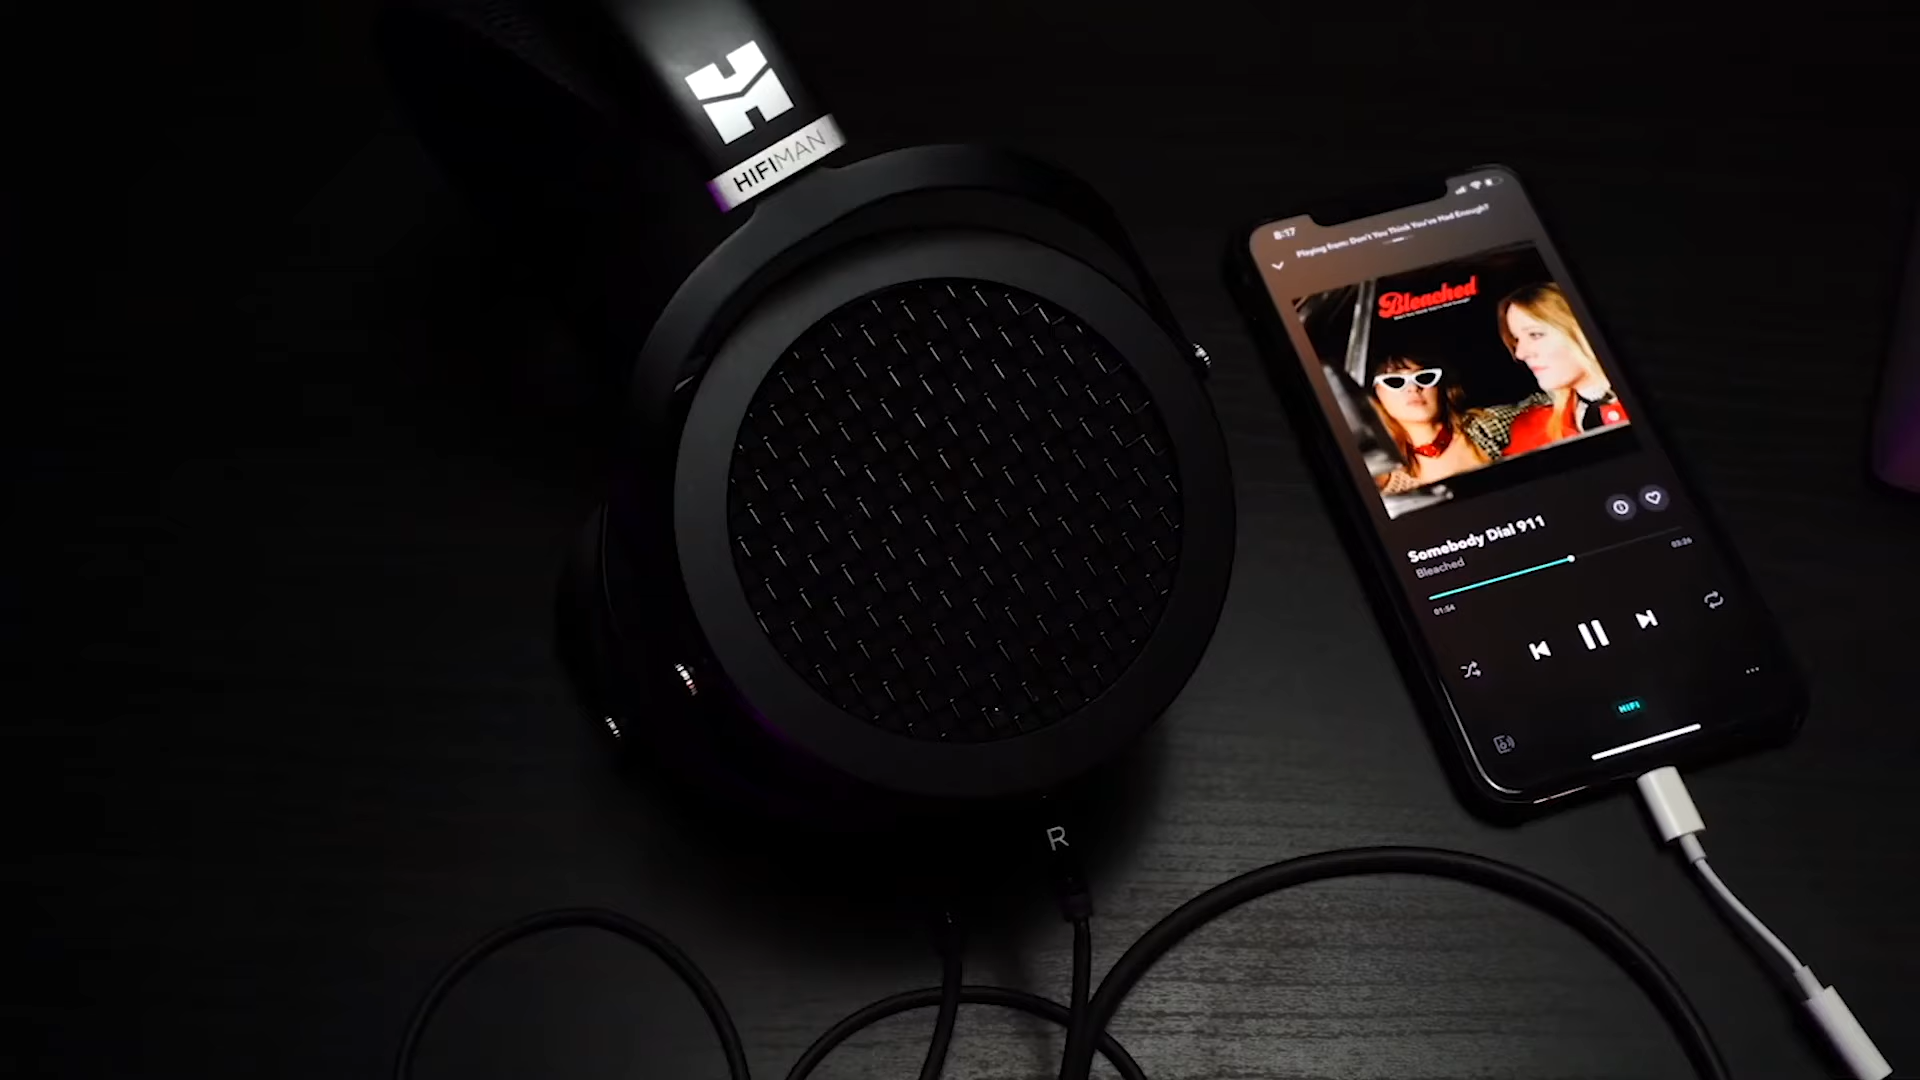 HIFIMAN
R
8:17
Playing from: Don't You Think You've Had Enough?
Bleached
Somebody Dial 911
Bleached
01:54
03:26
HIFI